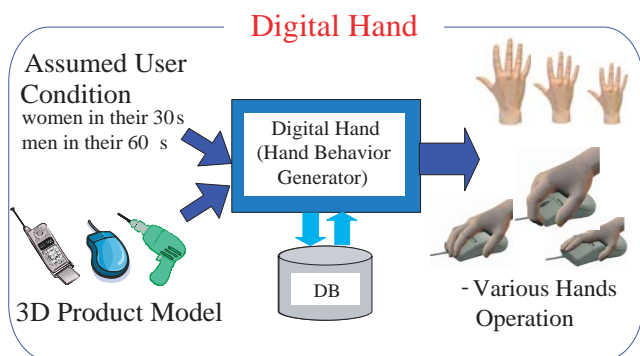 Digital Hand
Assumed User
Condition
women in their 30s
men in their 60 s
Digital Hand
(Hand Behavior
Generator)
DB
3D Product Model
- Various Hands
Operation